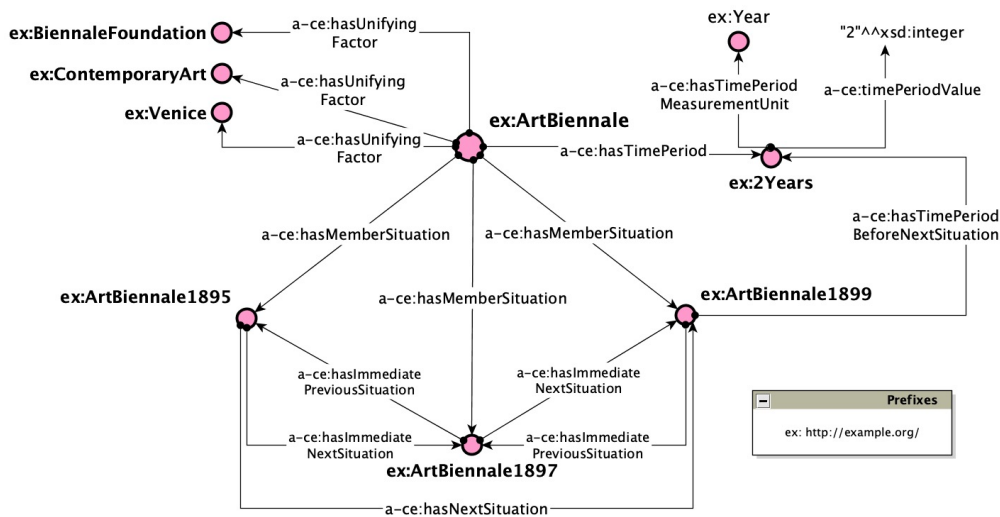 ex:BiennaleFoundation
a-ce:hasUnifying
Factor
ex:Year
"2"^^xsd:integer
ex:ContemporaryArt
a-ce:hasUnifying
Factor
a-ce:hasTimePeriod
MeasurementUnit
a-ce:timePeriodValue
ex:Venice
a-ce:hasUnifying
Factor
ex:ArtBiennale
a-ce:hasTimePeriod
ex:2Years
a-ce:hasTimePeriod
BeforeNextSituation
a-ce:hasMemberSituation
a-ce:hasMemberSituation
a-ce:hasMemberSituation
ex:ArtBiennale1895
ex:ArtBiennale1899
a-ce:hasImmediate
PreviousSituation
a-ce:hasImmediate
NextSituation
a-ce:hasImmediate
NextSituation
a-ce:hasImmediate
PreviousSituation
ex:ArtBiennale1897
a-ce:hasNextSituation
Prefixes
ex: http://example.org/